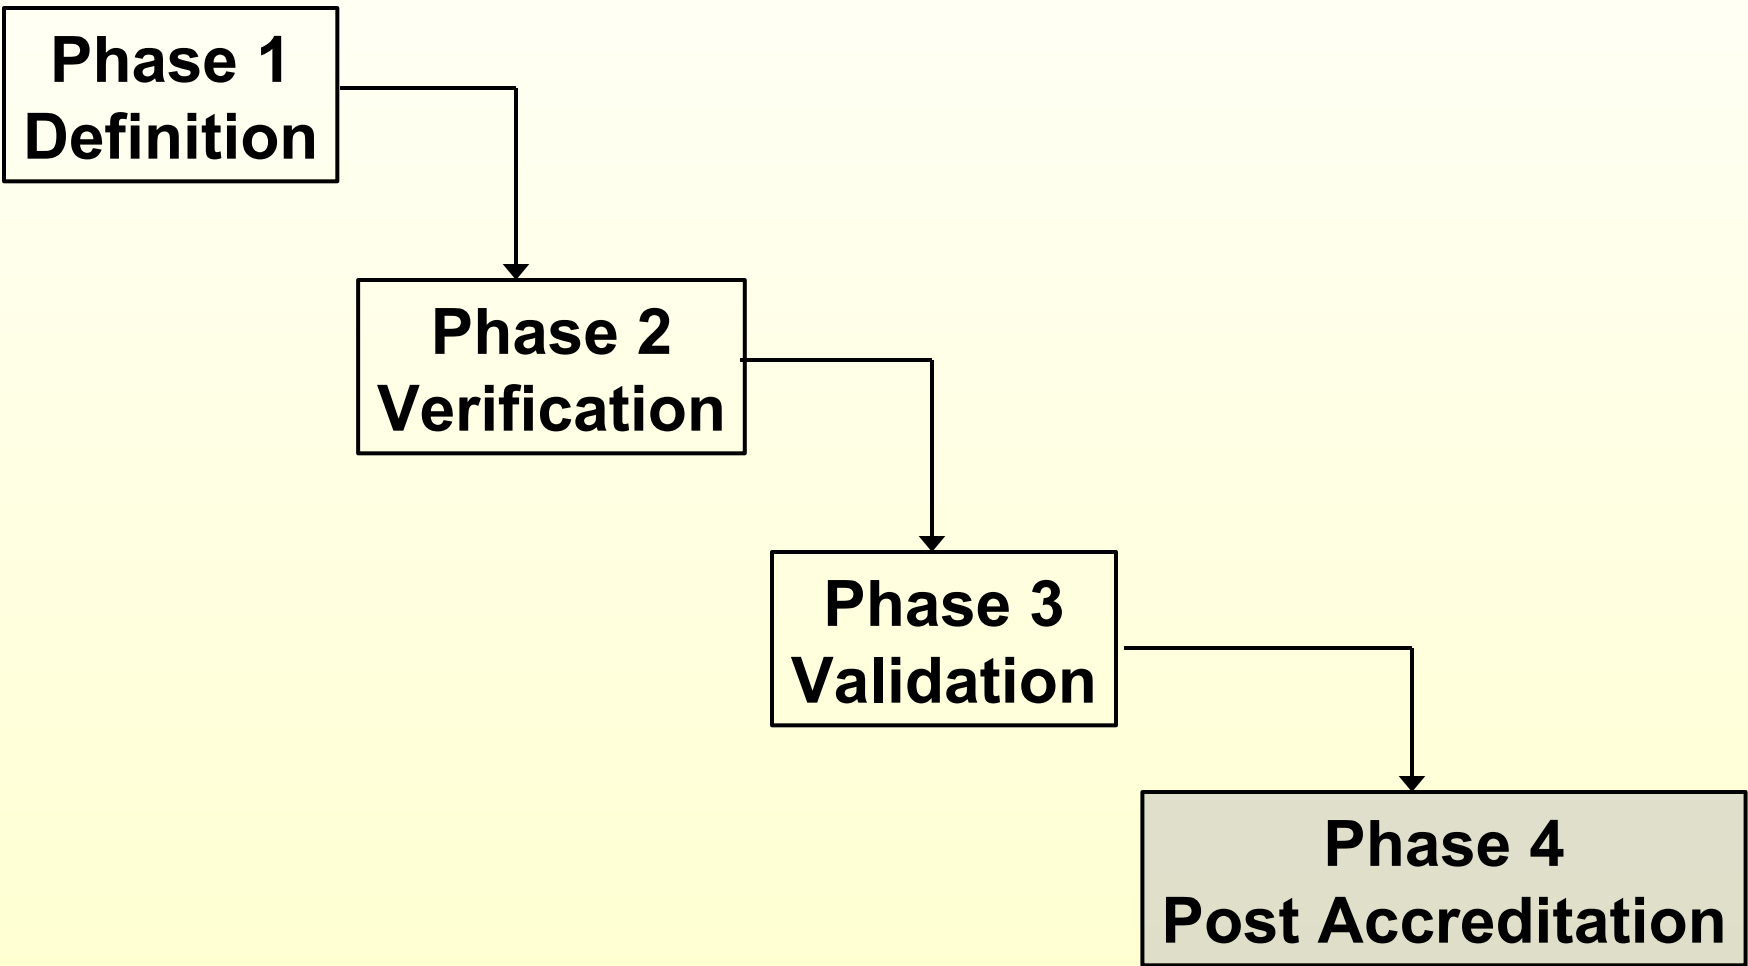 Phase 1
Definition
Phase 2
Verification
Phase 3
Validation
Phase 4
Post Accreditation